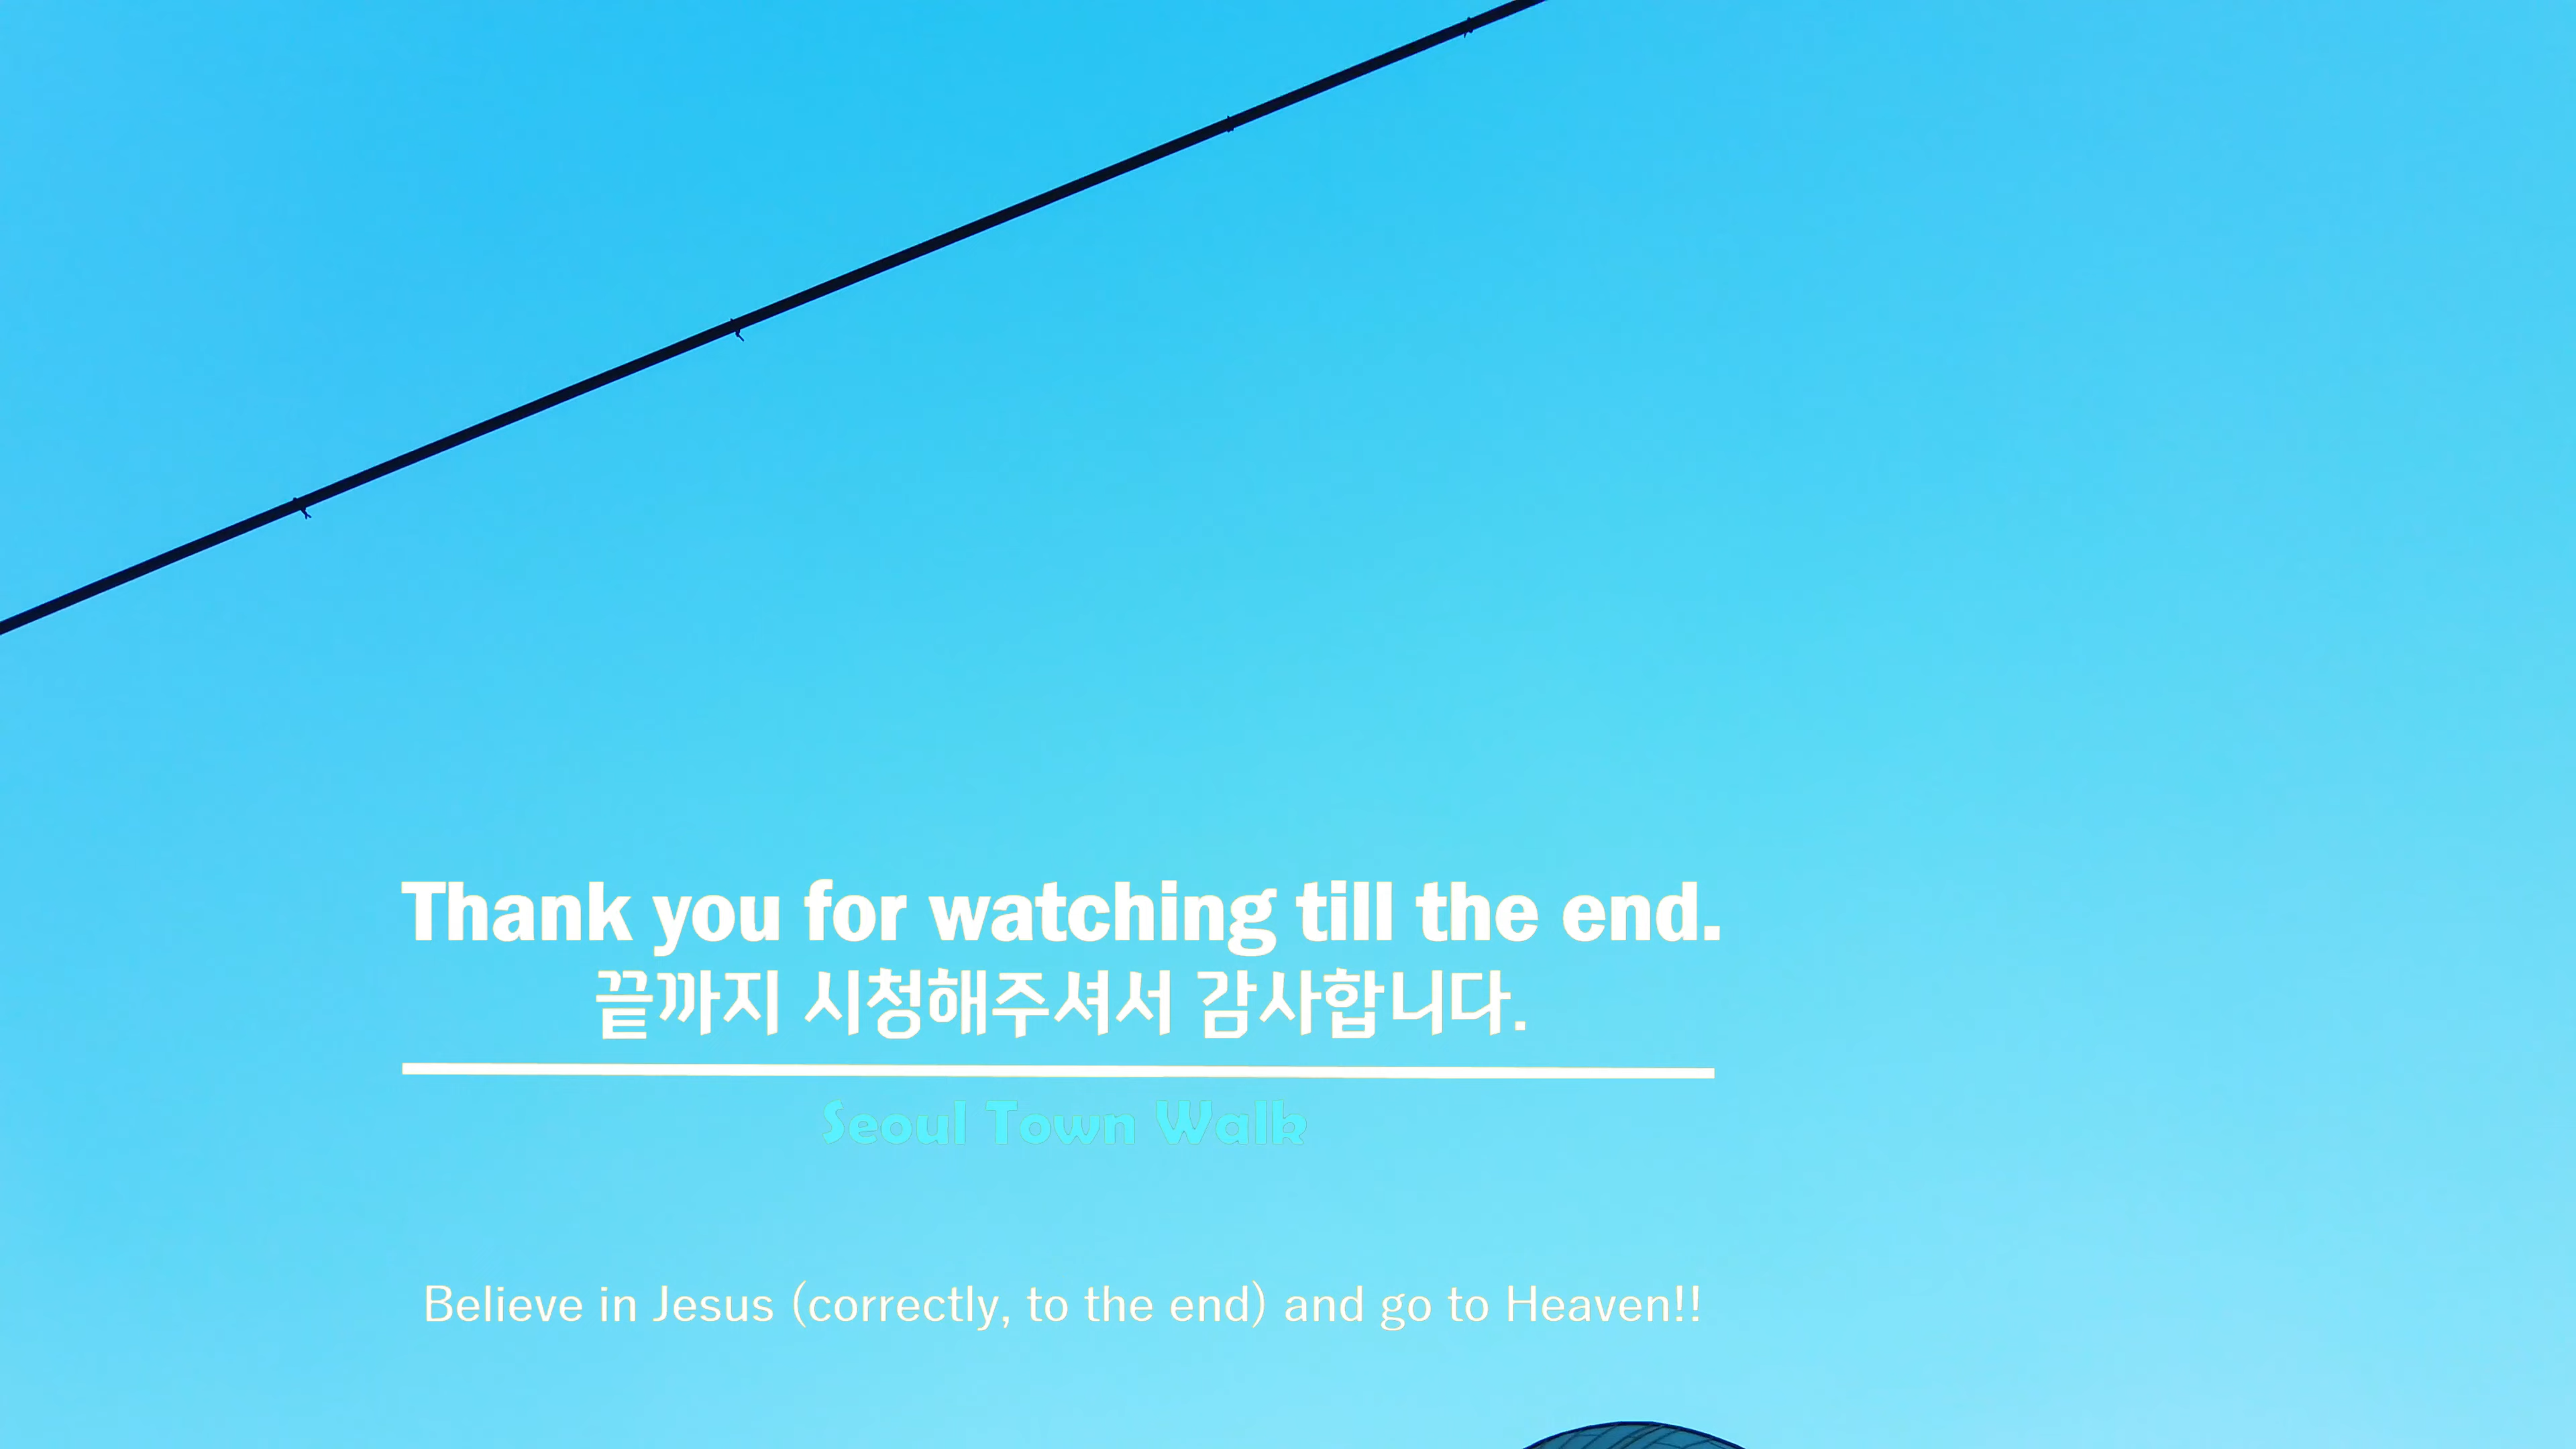 Thank you for watching till the end.
끝까지 시청해주셔서 감사합니다.
Seoul Town Walk
Believe in Jesus (correctly, to the end) and go to Heaven!!